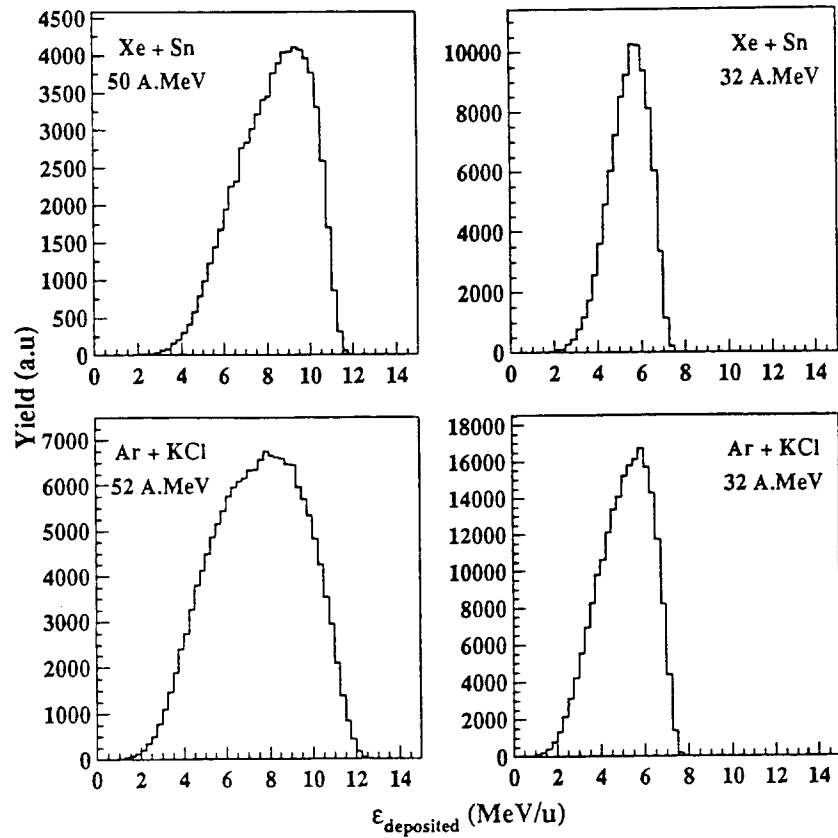 4500
4000
3500
3000
2500
2000
1500
1000
500
0
Xe + Sn
50 A.MeV
0 2 4 6 8 10 12 14
10000
8000
6000
4000
2000
0
Xe + Sn
32 A.MeV
0 2 4 6 8 10 12 14
Yield (a.u)
7000
6000
5000
4000
3000
2000
1000
0
Ar + KCl
52 A.MeV
0 2 4 6 8 10 12 14
18000
16000
14000
12000
10000
8000
6000
4000
2000
0
Ar + KCl
32 A.MeV
0 2 4 6 8 10 12 14
εdeposited (MeV/u)